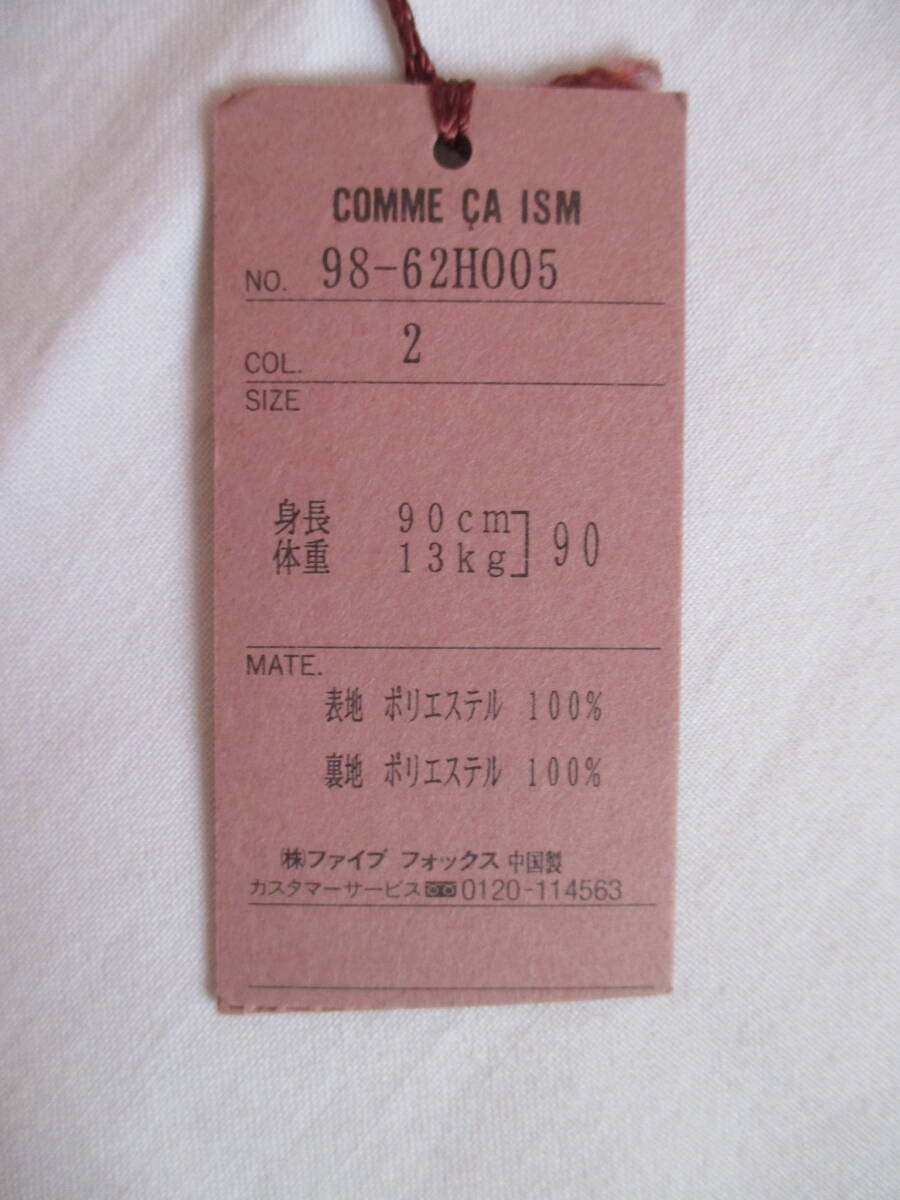 COMME ÇA ISM
NO. 98-62H005
COL. 2
SIZE
身長 90cm
体重 13kg
90
MATE.
表地 ポリエステル 100%
裏地 ポリエステル 100%
㈱ファイブ フォックス 中国製
カスタマーサービス 0120-114563